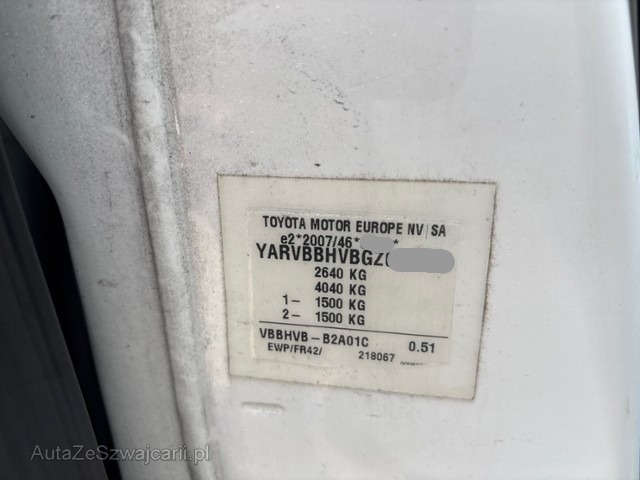 TOYOTA MOTOR EUROPE NV/SA
e2*2007/46* *
YARVBBHVBGZ
2640 KG
4040 KG
1- 1500 KG
2- 1500 KG
VBBHVB-B2A01C 0.51
EWP/FR42/ 218067
AutaZeSzwajcarii.pl